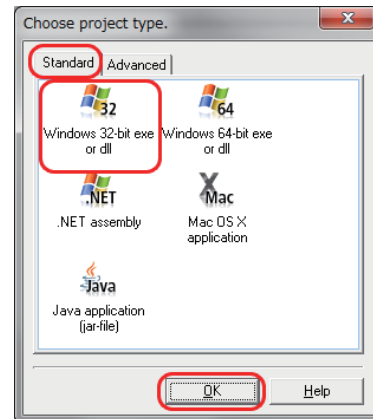 Choose project type.
x
Standard
Advanced
32
64
Windows 32-bit exe
or dll
Windows 64-bit exe
or dll
.NET
Mac
.NET assembly
Mac OS X
application
Java
Java application
(jar-file)
OK
Help